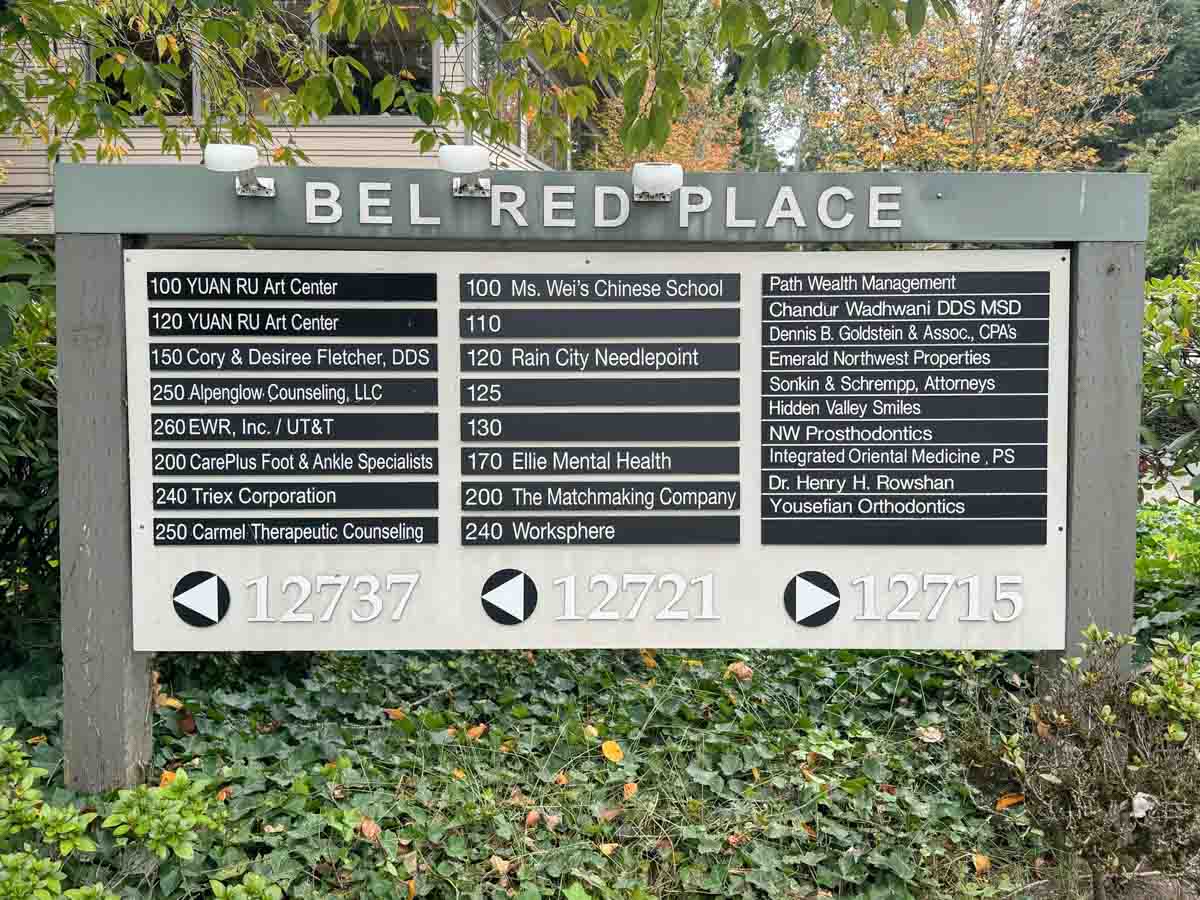 BEL RED PLACE
100 YUAN RU Art Center
120 YUAN RU Art Center
150 Cory & Desiree Fletcher, DDS
250 Alpenglow Counseling, LLC
260 EWR, Inc. / UT&T
200 CarePlus Foot & Ankle Specialists
240 Triex Corporation
250 Carmel Therapeutic Counseling
12737
100 Ms. Wei's Chinese School
110
120 Rain City Needlepoint
125
130
170 Ellie Mental Health
200 The Matchmaking Company
240 Worksphere
12721
Path Wealth Management
Chandur Wadhwani DDS MSD
Dennis B. Goldstein & Assoc., CPA's
Emerald Northwest Properties
Sonkin & Schrempp, Attorneys
Hidden Valley Smiles
NW Prosthodontics
Integrated Oriental Medicine , PS
Dr. Henry H. Rowshan
Yousefian Orthodontics
12715